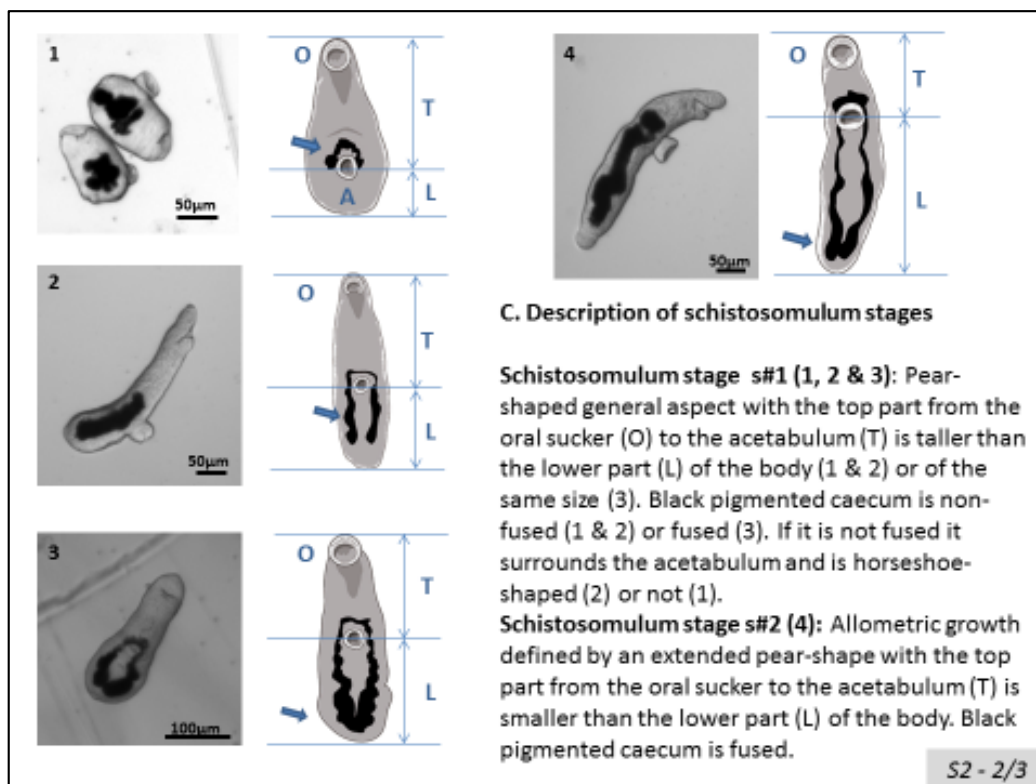 1
O
T
L
A
50µm
2
O
T
L
50µm
3
O
T
L
100µm
4
O
T
L
50µm
C. Description of schistosomulum stages
Schistosomulum stage s#1 (1, 2 & 3): Pear-
shaped general aspect with the top part from the
oral sucker (O) to the acetabulum (T) is taller than
the lower part (L) of the body (1 & 2) or of the
same size (3). Black pigmented caecum is non-
fused (1 & 2) or fused (3). If it is not fused it
surrounds the acetabulum and is horseshoe-
shaped (2) or not (1).
Schistosomulum stage s#2 (4): Allometric growth
defined by an extended pear-shape with the top
part from the oral sucker to the acetabulum (T) is
smaller than the lower part (L) of the body. Black
pigmented caecum is fused.
S2 - 2/3